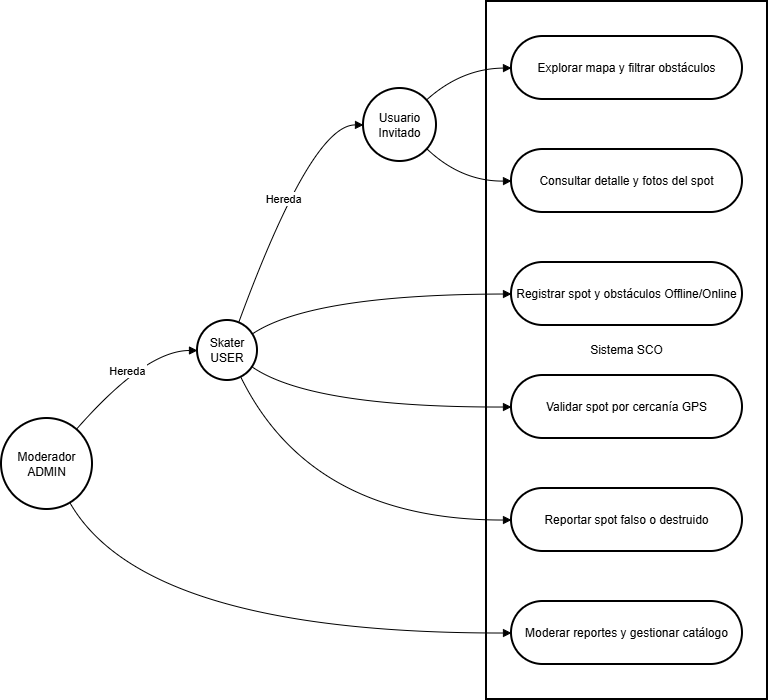 Explorar mapa y filtrar obstáculos
Usuario
Invitado
Consultar detalle y fotos del spot
Hereda
Registrar spot y obstáculos Offline/Online
Skater
USER
Sistema SCO
Hereda
Validar spot por cercanía GPS
Moderador
ADMIN
Reportar spot falso o destruido
Moderar reportes y gestionar catálogo